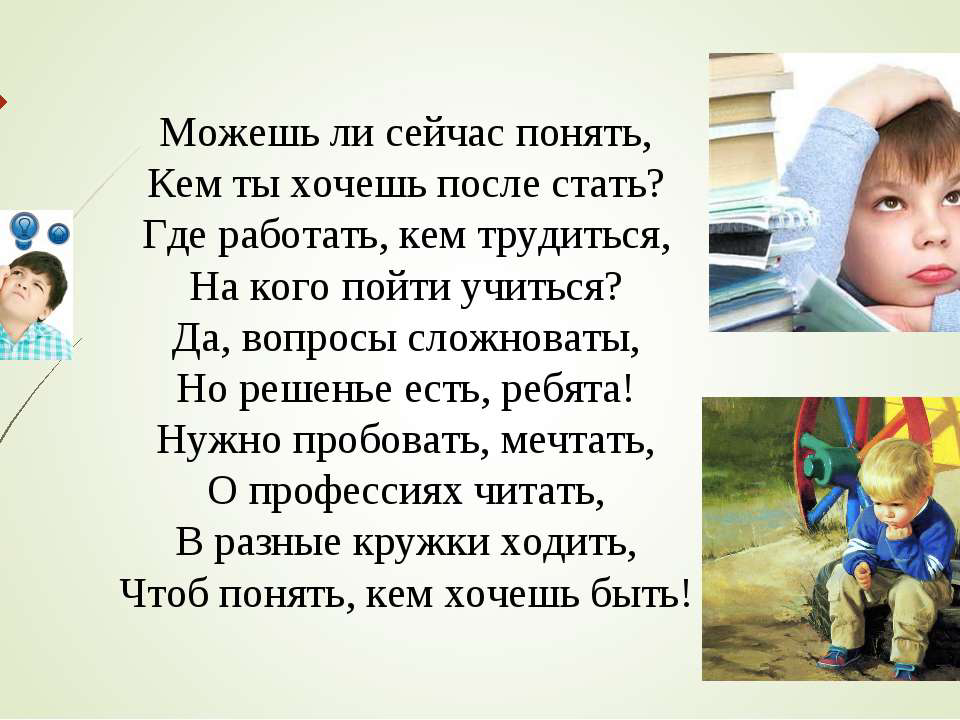 Можешь ли сейчас понять,
Кем ты хочешь после стать?
Где работать, кем трудиться,
На кого пойти учиться?
Да, вопросы сложноваты,
Но решенье есть, ребята!
Нужно пробовать, мечтать,
О профессиях читать,
В разные кружки ходить,
Чтоб понять, кем хочешь быть!